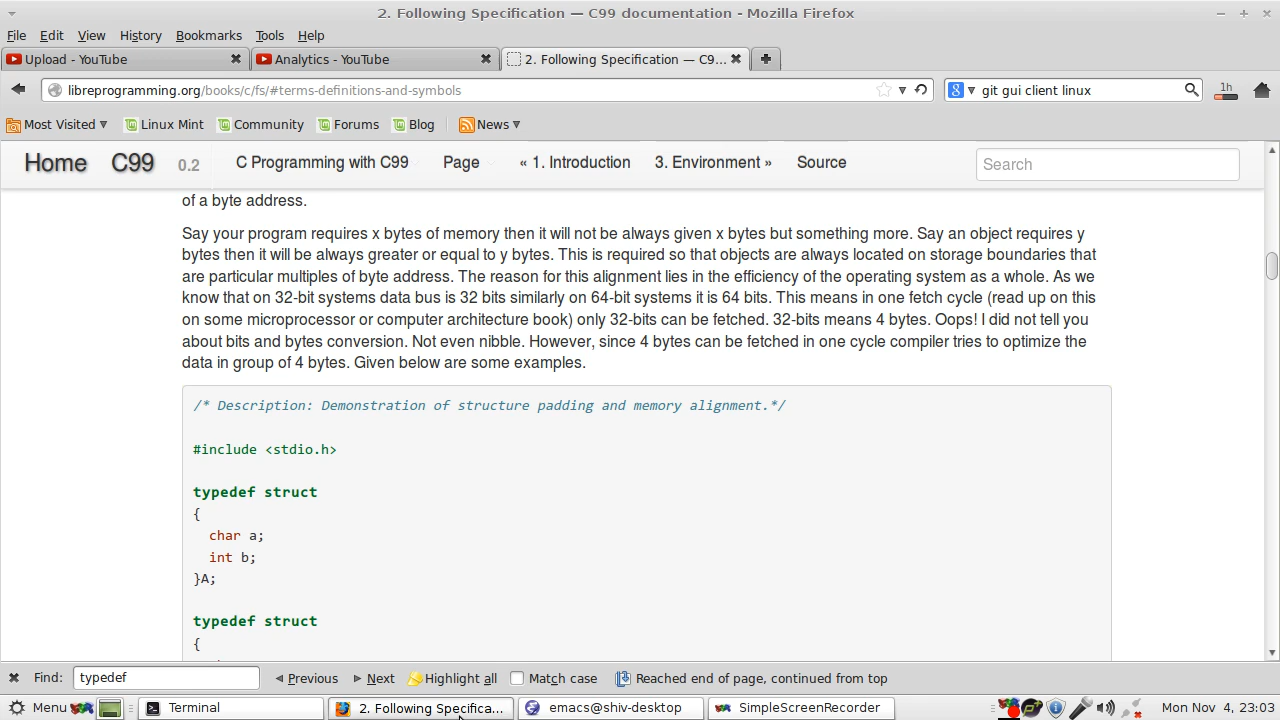 2. Following Specification — C99 documentation - Mozilla Firefox
File Edit View History Bookmarks Tools Help
Upload - YouTube Analytics - YouTube 2. Following Specification — C9...
libreprogramming.org/books/c/fs/#terms-definitions-and-symbols git gui client linux 1h
Most Visited Linux Mint Community Forums Blog News
Home C99 0.2 C Programming with C99 Page « 1. Introduction 3. Environment » Source Search
of a byte address.
Say your program requires x bytes of memory then it will not be always given x bytes but something more. Say an object requires y
bytes then it will be always greater or equal to y bytes. This is required so that objects are always located on storage boundaries that
are particular multiples of byte address. The reason for this alignment lies in the efficiency of the operating system as a whole. As we
know that on 32-bit systems data bus is 32 bits similarly on 64-bit systems it is 64 bits. This means in one fetch cycle (read up on this
on some microprocessor or computer architecture book) only 32-bits can be fetched. 32-bits means 4 bytes. Oops! I did not tell you
about bits and bytes conversion. Not even nibble. However, since 4 bytes can be fetched in one cycle compiler tries to optimize the
data in group of 4 bytes. Given below are some examples.
/* Description: Demonstration of structure padding and memory alignment.*/
#include <stdio.h>
typedef struct
{
char a;
int b;
}A;
typedef struct
{
Find: typedef Previous Next Highlight all Match case Reached end of page, continued from top
Menu Terminal 2. Following Specifica... emacs@shiv-desktop SimpleScreenRecorder Mon Nov 4, 23:03